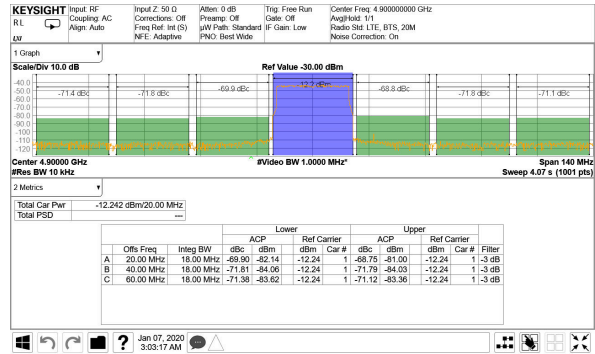 KEYSIGHT Input: RF Input Z: 50 Ω Atten: 0 dB Trig: Free Run Center Freq: 4.900000000 GHz
R L Coupling: AC Corrections: Off Preamp: Off Gate: Off Avg|Hold: 1/1
Align: Auto Freq Ref: Int (S) µW Path: Standard IF Gain: Low Radio Std: LTE, BTS, 20M
LXI NFE: Adaptive PNO: Best Wide Noise Correction: On
1 Graph
Scale/Div 10.0 dB Ref Value -30.00 dBm
-40.0
-50.0
-60.0
-70.0
-80.0
-90.0
-100
-110
-120
-71.4 dBc -71.8 dBc -69.9 dBc -12.2 dBm -68.8 dBc -71.8 dBc -71.1 dBc
Center 4.90000 GHz #Video BW 1.0000 MHz* Span 140 MHz
#Res BW 10 kHz Sweep 4.07 s (1001 pts)
2 Metrics
Total Car Pwr -12.242 dBm/20.00 MHz
Total PSD ---
Lower Upper
ACP Ref Carrier ACP Ref Carrier
Offs Freq Integ BW dBc dBm dBm Car # dBc dBm dBm Car # Filter
A 20.00 MHz 18.00 MHz -69.90 -82.14 -12.24 1 -68.75 -81.00 -12.24 1 -3 dB
B 40.00 MHz 18.00 MHz -71.81 -84.06 -12.24 1 -71.79 -84.03 -12.24 1 -3 dB
C 60.00 MHz 18.00 MHz -71.38 -83.62 -12.24 1 -71.12 -83.36 -12.24 1 -3 dB
? Jan 07, 2020
3:03:17 AM